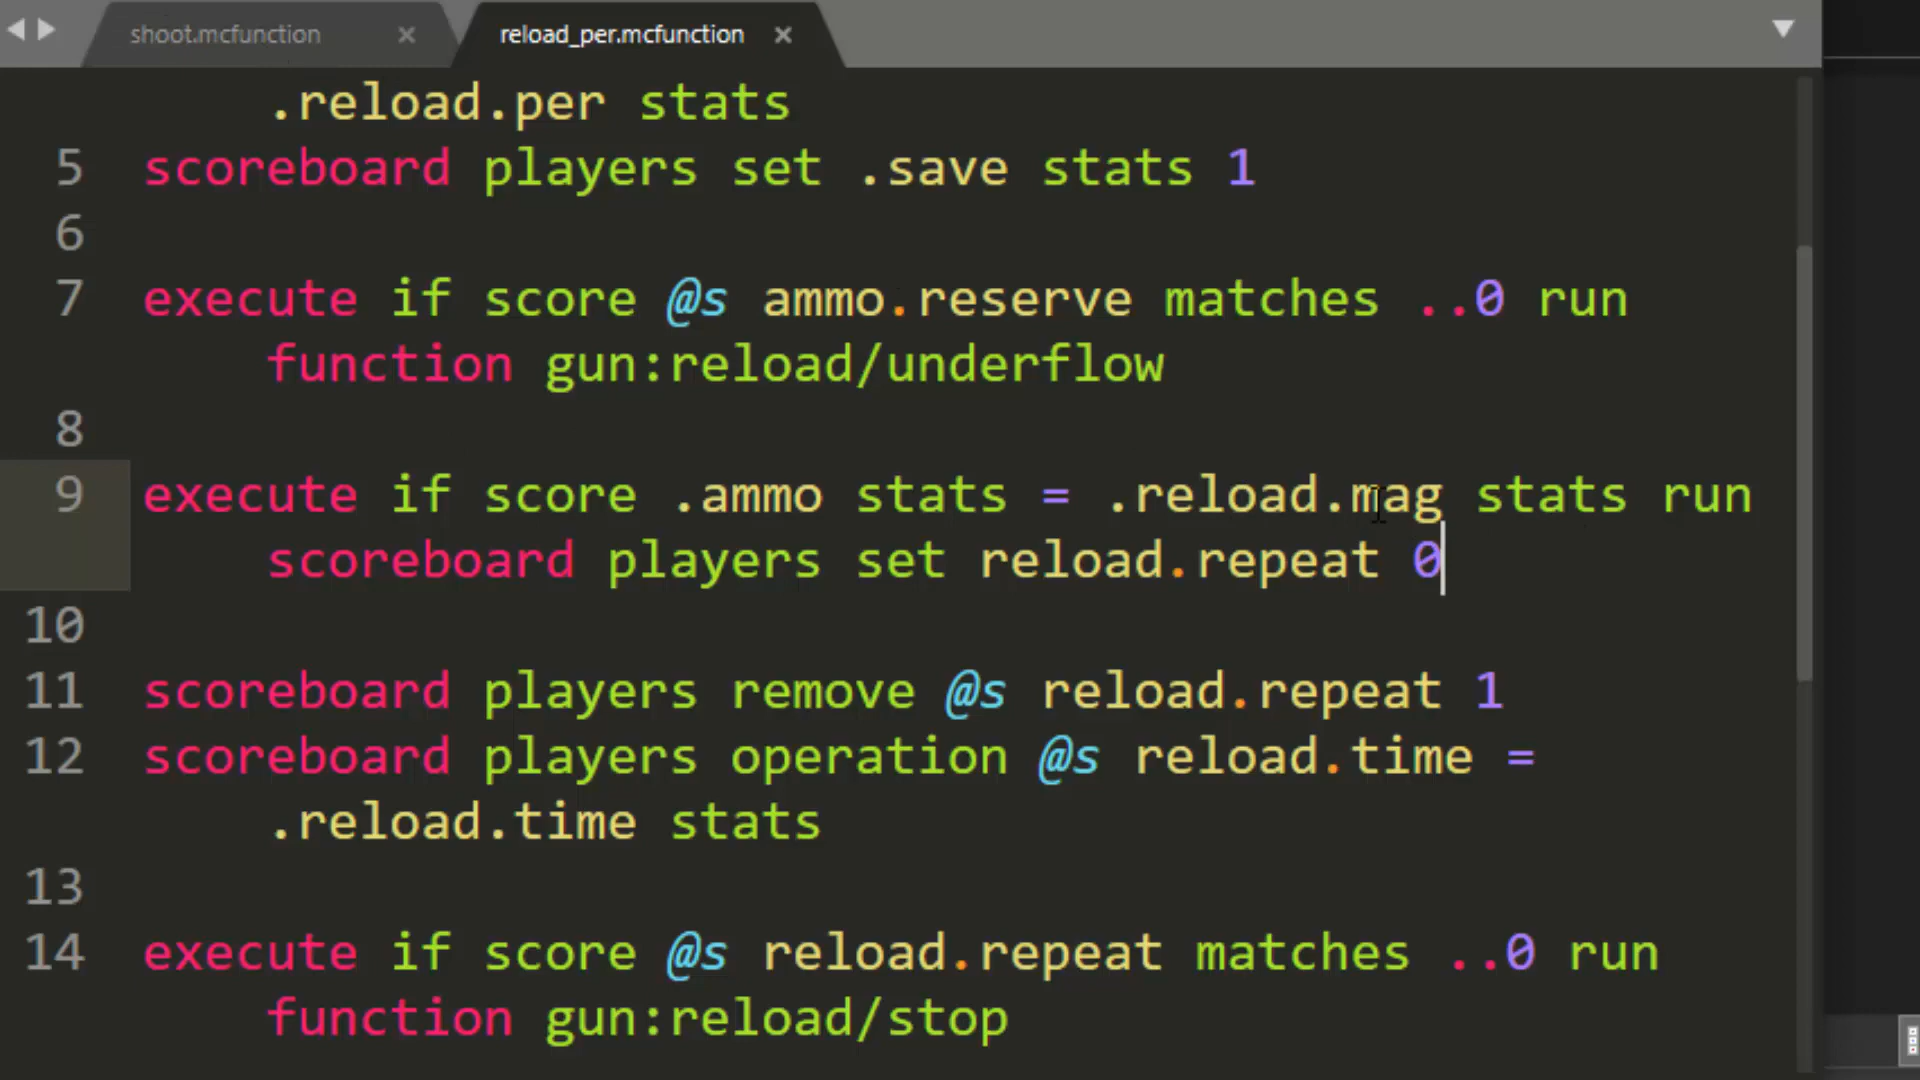 shoot.mcfunction × reload_per.mcfunction ×
.reload.per stats
5 scoreboard players set .save stats 1
6
7 execute if score @s ammo.reserve matches ..0 run
function gun:reload/underflow
8
9 execute if score .ammo stats = .reload.mag stats run
scoreboard players set reload.repeat 0
10
11 scoreboard players remove @s reload.repeat 1
12 scoreboard players operation @s reload.time =
.reload.time stats
13
14 execute if score @s reload.repeat matches ..0 run
function gun:reload/stop